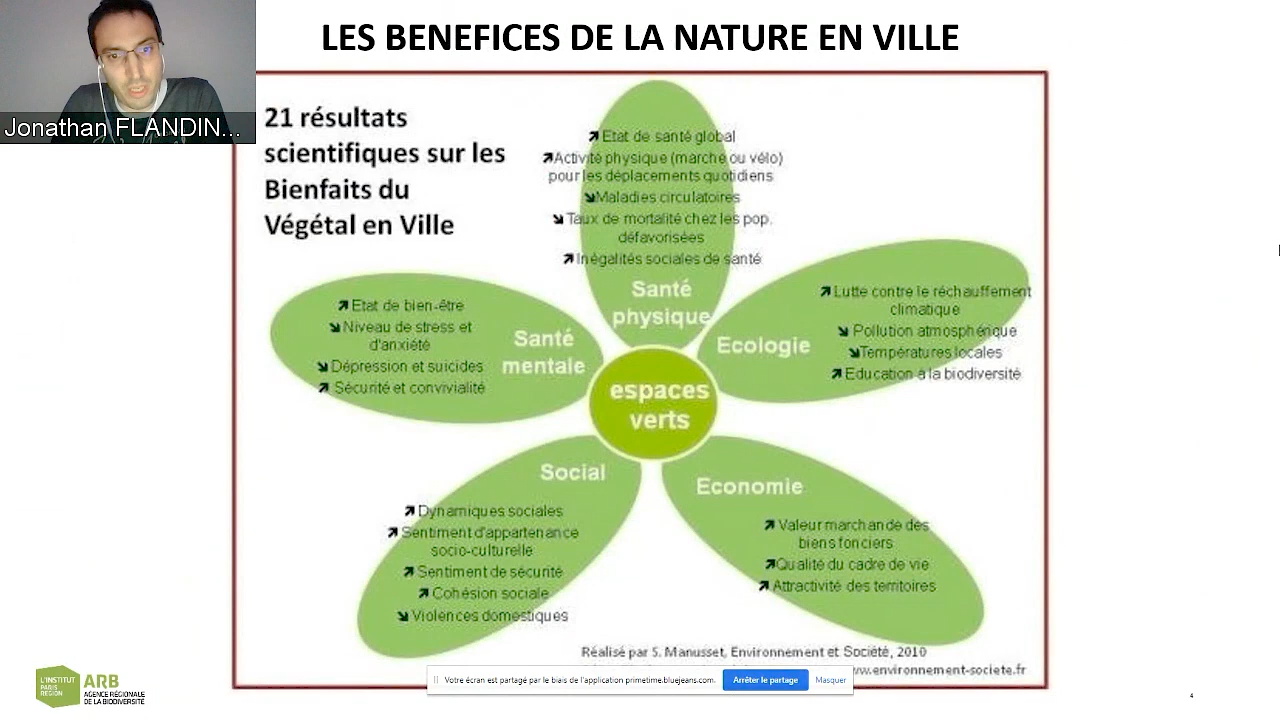 LES BENEFICES DE LA NATURE EN VILLE
Jonathan FLANDIN...
21 résultats
scientifiques sur les
Bienfaits du
Végétal en Ville
↗ Etat de santé global
↗Activité physique (marche ou vélo)
pour les déplacements quotidiens
↘Maladies circulatoires
↘ Taux de mortalité chez les pop.
défavorisées
↗ Inégalités sociales de santé
Santé
physique
↗ Etat de bien-être
↘ Niveau de stress et
d'anxiété
↘ Dépression et suicides
↗ Sécurité et convivialité
Santé
mentale
Ecologie
↗ Lutte contre le réchauffement
climatique
↘ Pollution atmosphérique
↘Températures locales
↗ Education à la biodiversité
espaces
verts
Social
↗ Dynamiques sociales
↗ Sentiment d'appartenance
socio-culturelle
↗ Sentiment de sécurité
↗ Cohésion sociale
↘ Violences domestiques
Economie
↗ Valeur marchande des
biens fonciers
↗Qualité du cadre de vie
↗ Attractivité des territoires
Réalisé par S. Manusset, Environnement et Société, 2010
www.environnement-societe.fr
Votre écran est partagé par le biais de l'application primetime.bluejeans.com.
Arrêter le partage
Masquer
L'INSTITUT
PARIS
REGION
ARB
AGENCE RÉGIONALE
DE LA BIODIVERSITÉ
4